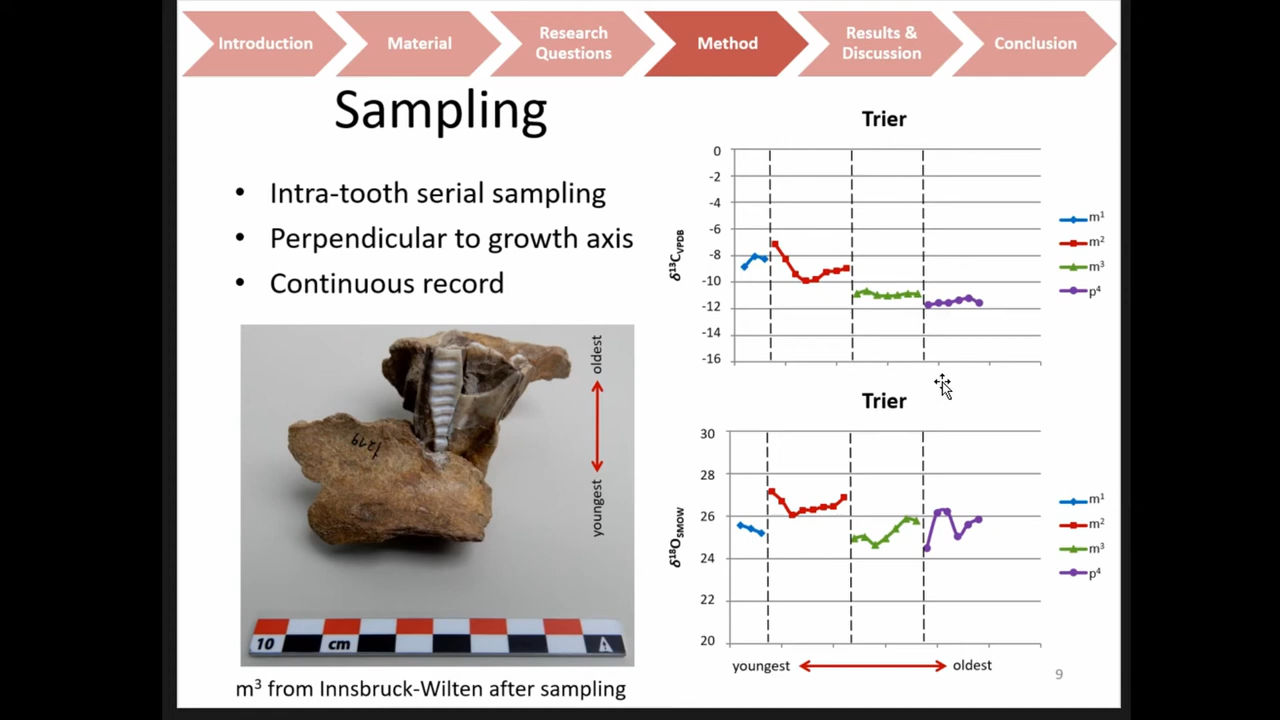 Introduction
Material
Research
Questions
Method
Results &
Discussion
Conclusion
Sampling
• Intra-tooth serial sampling
• Perpendicular to growth axis
• Continuous record
oldest
youngest
10 cm
m³ from Innsbruck-Wilten after sampling
Trier
0
-2
-4
-6
-8
-10
-12
-14
-16
δ¹³C_VPDB
m¹
m²
m³
p⁴
Trier
30
28
26
24
22
20
δ¹⁸O_SMOW
m¹
m²
m³
p⁴
youngest
oldest
9